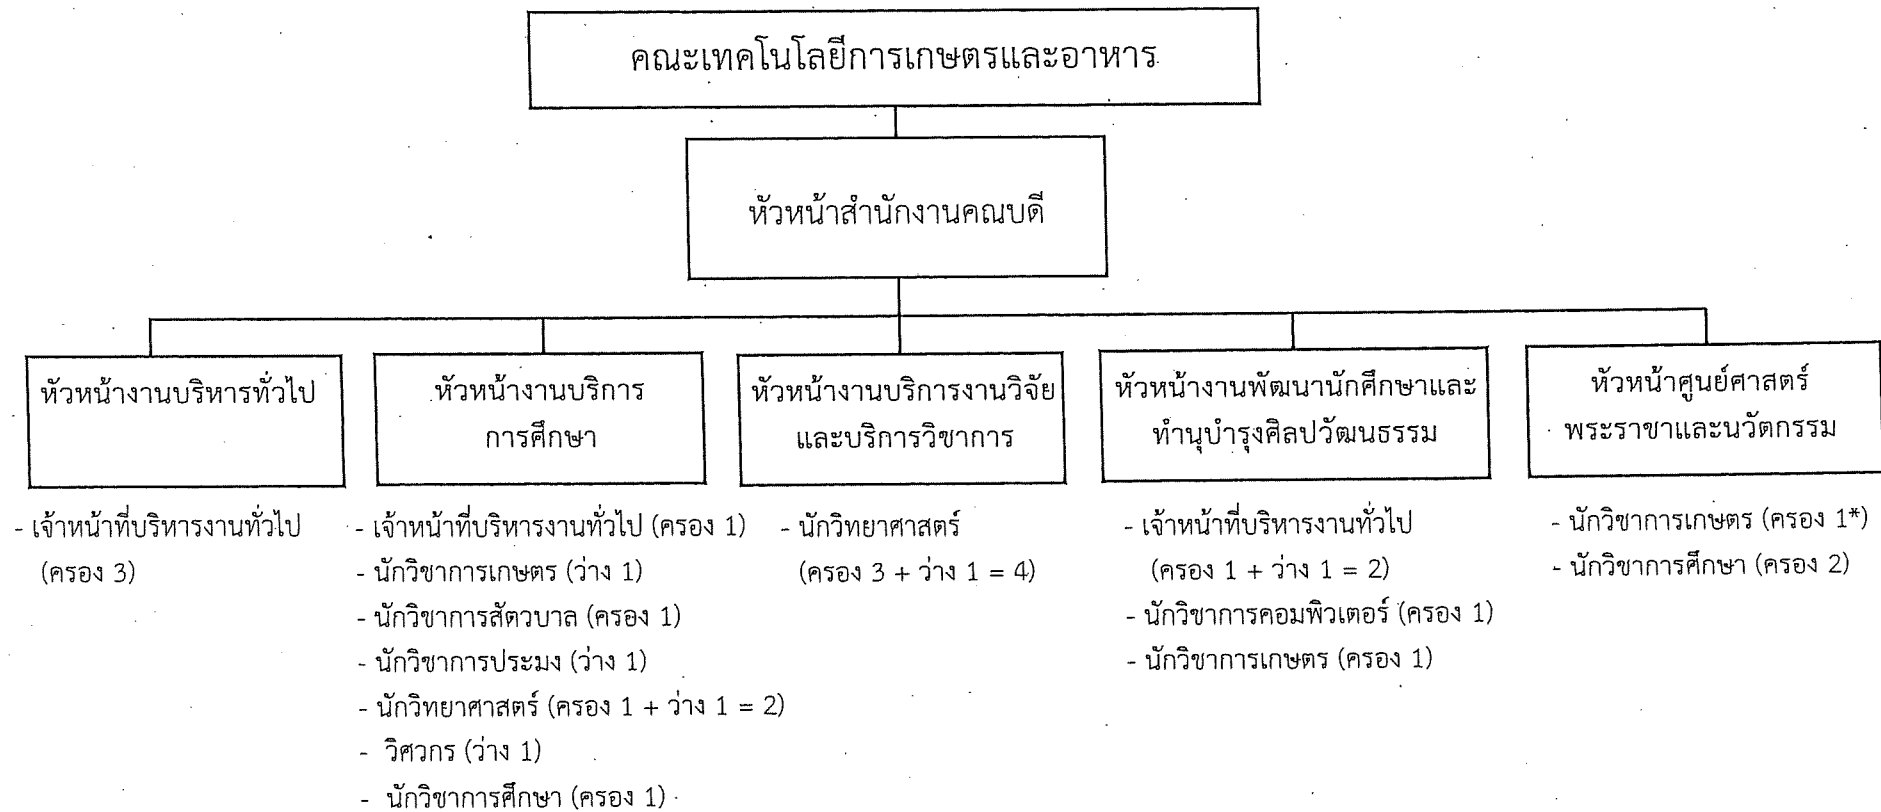 คณะเทคโนโลยีการเกษตรและอาหาร
หัวหน้าสำนักงานคณบดี
หัวหน้างานบริหารทั่วไป
- เจ้าหน้าที่บริหารงานทั่วไป
(ครอง 3)
หัวหน้างานบริการ
การศึกษา
- เจ้าหน้าที่บริหารงานทั่วไป (ครอง 1)
- นักวิชาการเกษตร (ว่าง 1)
- นักวิชาการสัตวบาล (ครอง 1)
- นักวิชาการประมง (ว่าง 1)
- นักวิทยาศาสตร์ (ครอง 1 + ว่าง 1 = 2)
- วิศวกร (ว่าง 1)
- นักวิชาการศึกษา (ครอง 1)
หัวหน้างานบริการงานวิจัย
และบริการวิชาการ
- นักวิทยาศาสตร์
(ครอง 3 + ว่าง 1 = 4)
หัวหน้างานพัฒนานักศึกษาและ
ทำนุบำรุงศิลปวัฒนธรรม
- เจ้าหน้าที่บริหารงานทั่วไป
(ครอง 1 + ว่าง 1 = 2)
- นักวิชาการคอมพิวเตอร์ (ครอง 1)
- นักวิชาการเกษตร (ครอง 1)
หัวหน้าศูนย์ศาสตร์
พระราชาและนวัตกรรม
- นักวิชาการเกษตร (ครอง 1*)
- นักวิชาการศึกษา (ครอง 2)